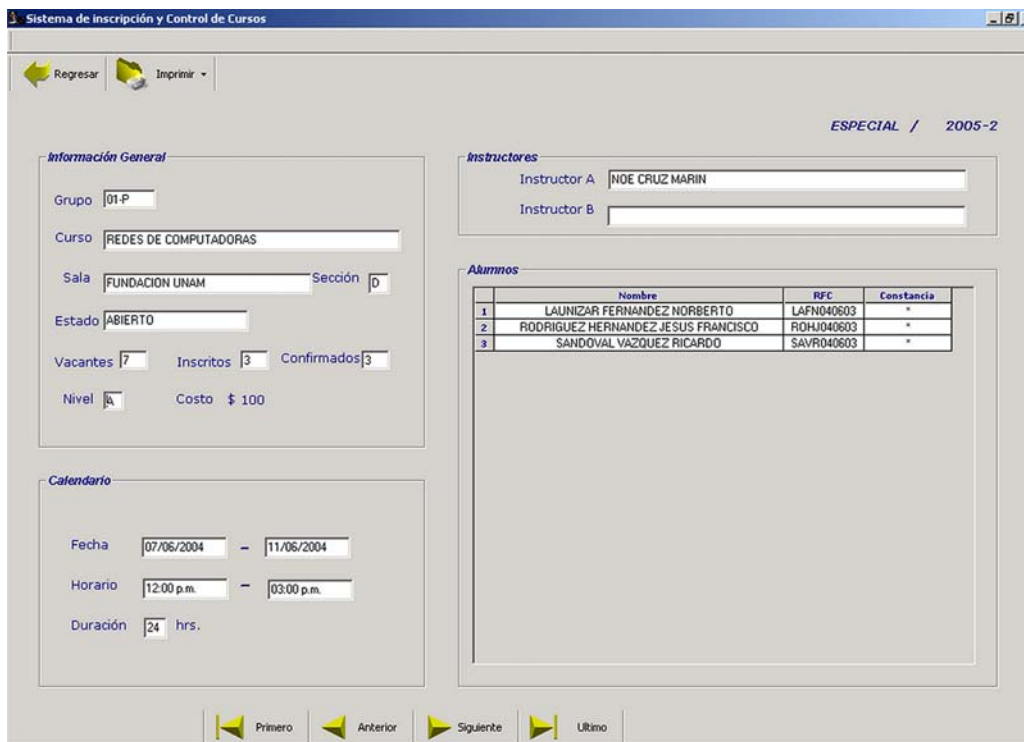 Sistema de inscripción y Control de Cursos
Regresar Imprimir
ESPECIAL / 2005-2
Información General
Grupo 01-P
Curso REDES DE COMPUTADORAS
Sala FUNDACION UNAM Sección D
Estado ABIERTO
Vacantes 7 Inscritos 3 Confirmados 3
Nivel A Costo $ 100
Instructores
Instructor A NOE CRUZ MARIN
Instructor B
Alumnos
Nombre RFC Constancia
1 LAUNIZAR FERNANDEZ NORBERTO LAFN040603 *
2 RODRIGUEZ HERNANDEZ JESUS FRANCISCO ROHJ040603 *
3 SANDOVAL VAZQUEZ RICARDO SAVR040603 *
Calendario
Fecha 07/06/2004 - 11/06/2004
Horario 12:00 p.m. - 03:00 p.m.
Duración 24 hrs.
Primero Anterior Siguiente Ultimo